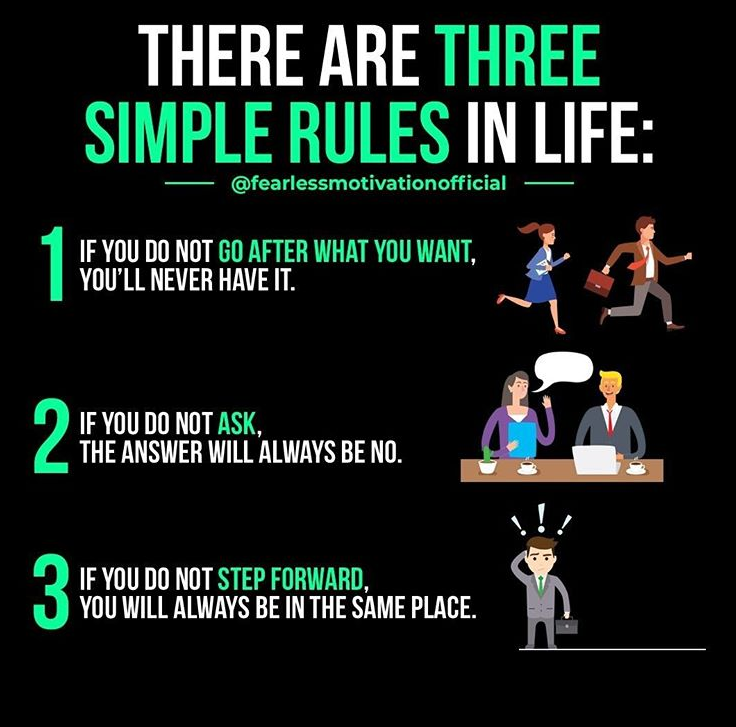 THERE ARE THREE
SIMPLE RULES IN LIFE:
@fearlessmotivationofficial
1 IF YOU DO NOT GO AFTER WHAT YOU WANT,
YOU'LL NEVER HAVE IT.
2 IF YOU DO NOT ASK,
THE ANSWER WILL ALWAYS BE NO.
! ! !
3 IF YOU DO NOT STEP FORWARD,
YOU WILL ALWAYS BE IN THE SAME PLACE.